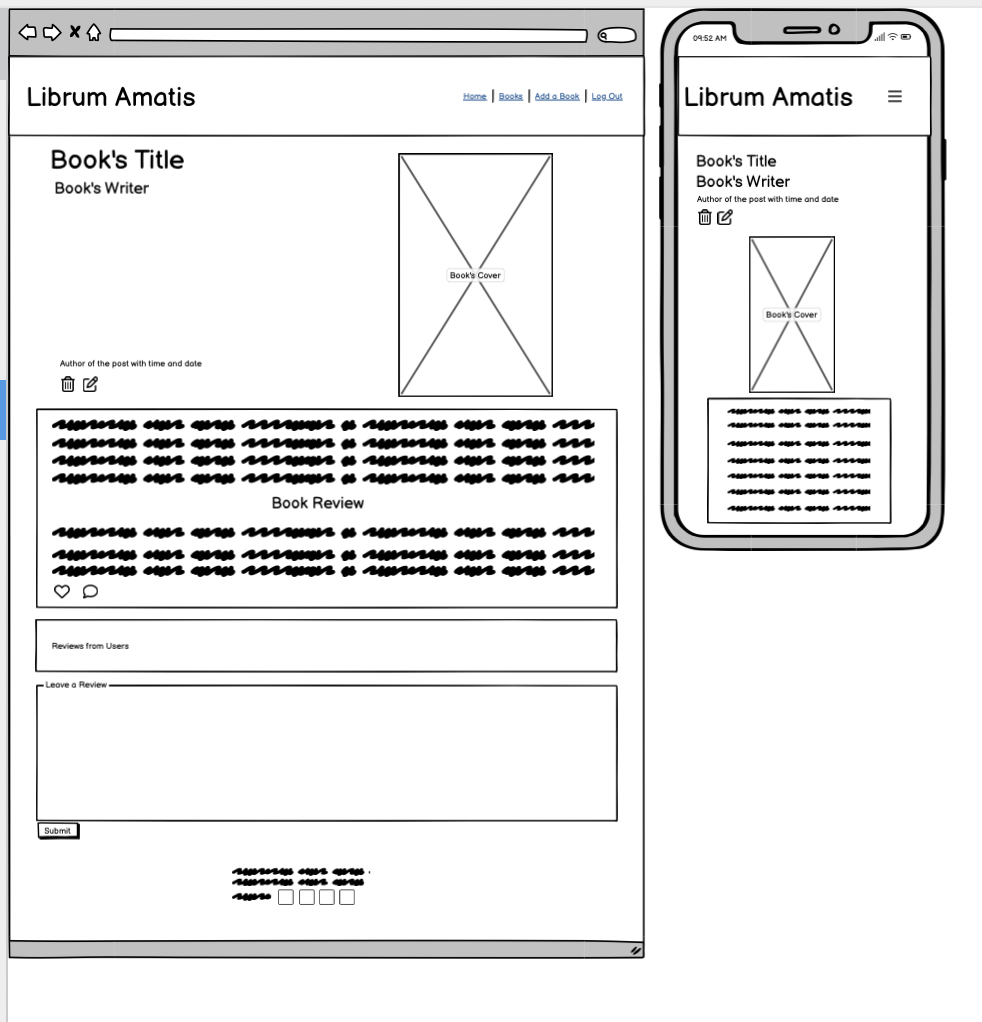 Librum Amatis
Home | Books | Add a Book | Log Out
Book's Title
Book's Writer
Book's Cover
Author of the post with time and date
Book Review
Reviews from Users
Leave a Review
Submit
09:52 AM
Librum Amatis
Book's Title
Book's Writer
Author of the post with time and date
Book's Cover